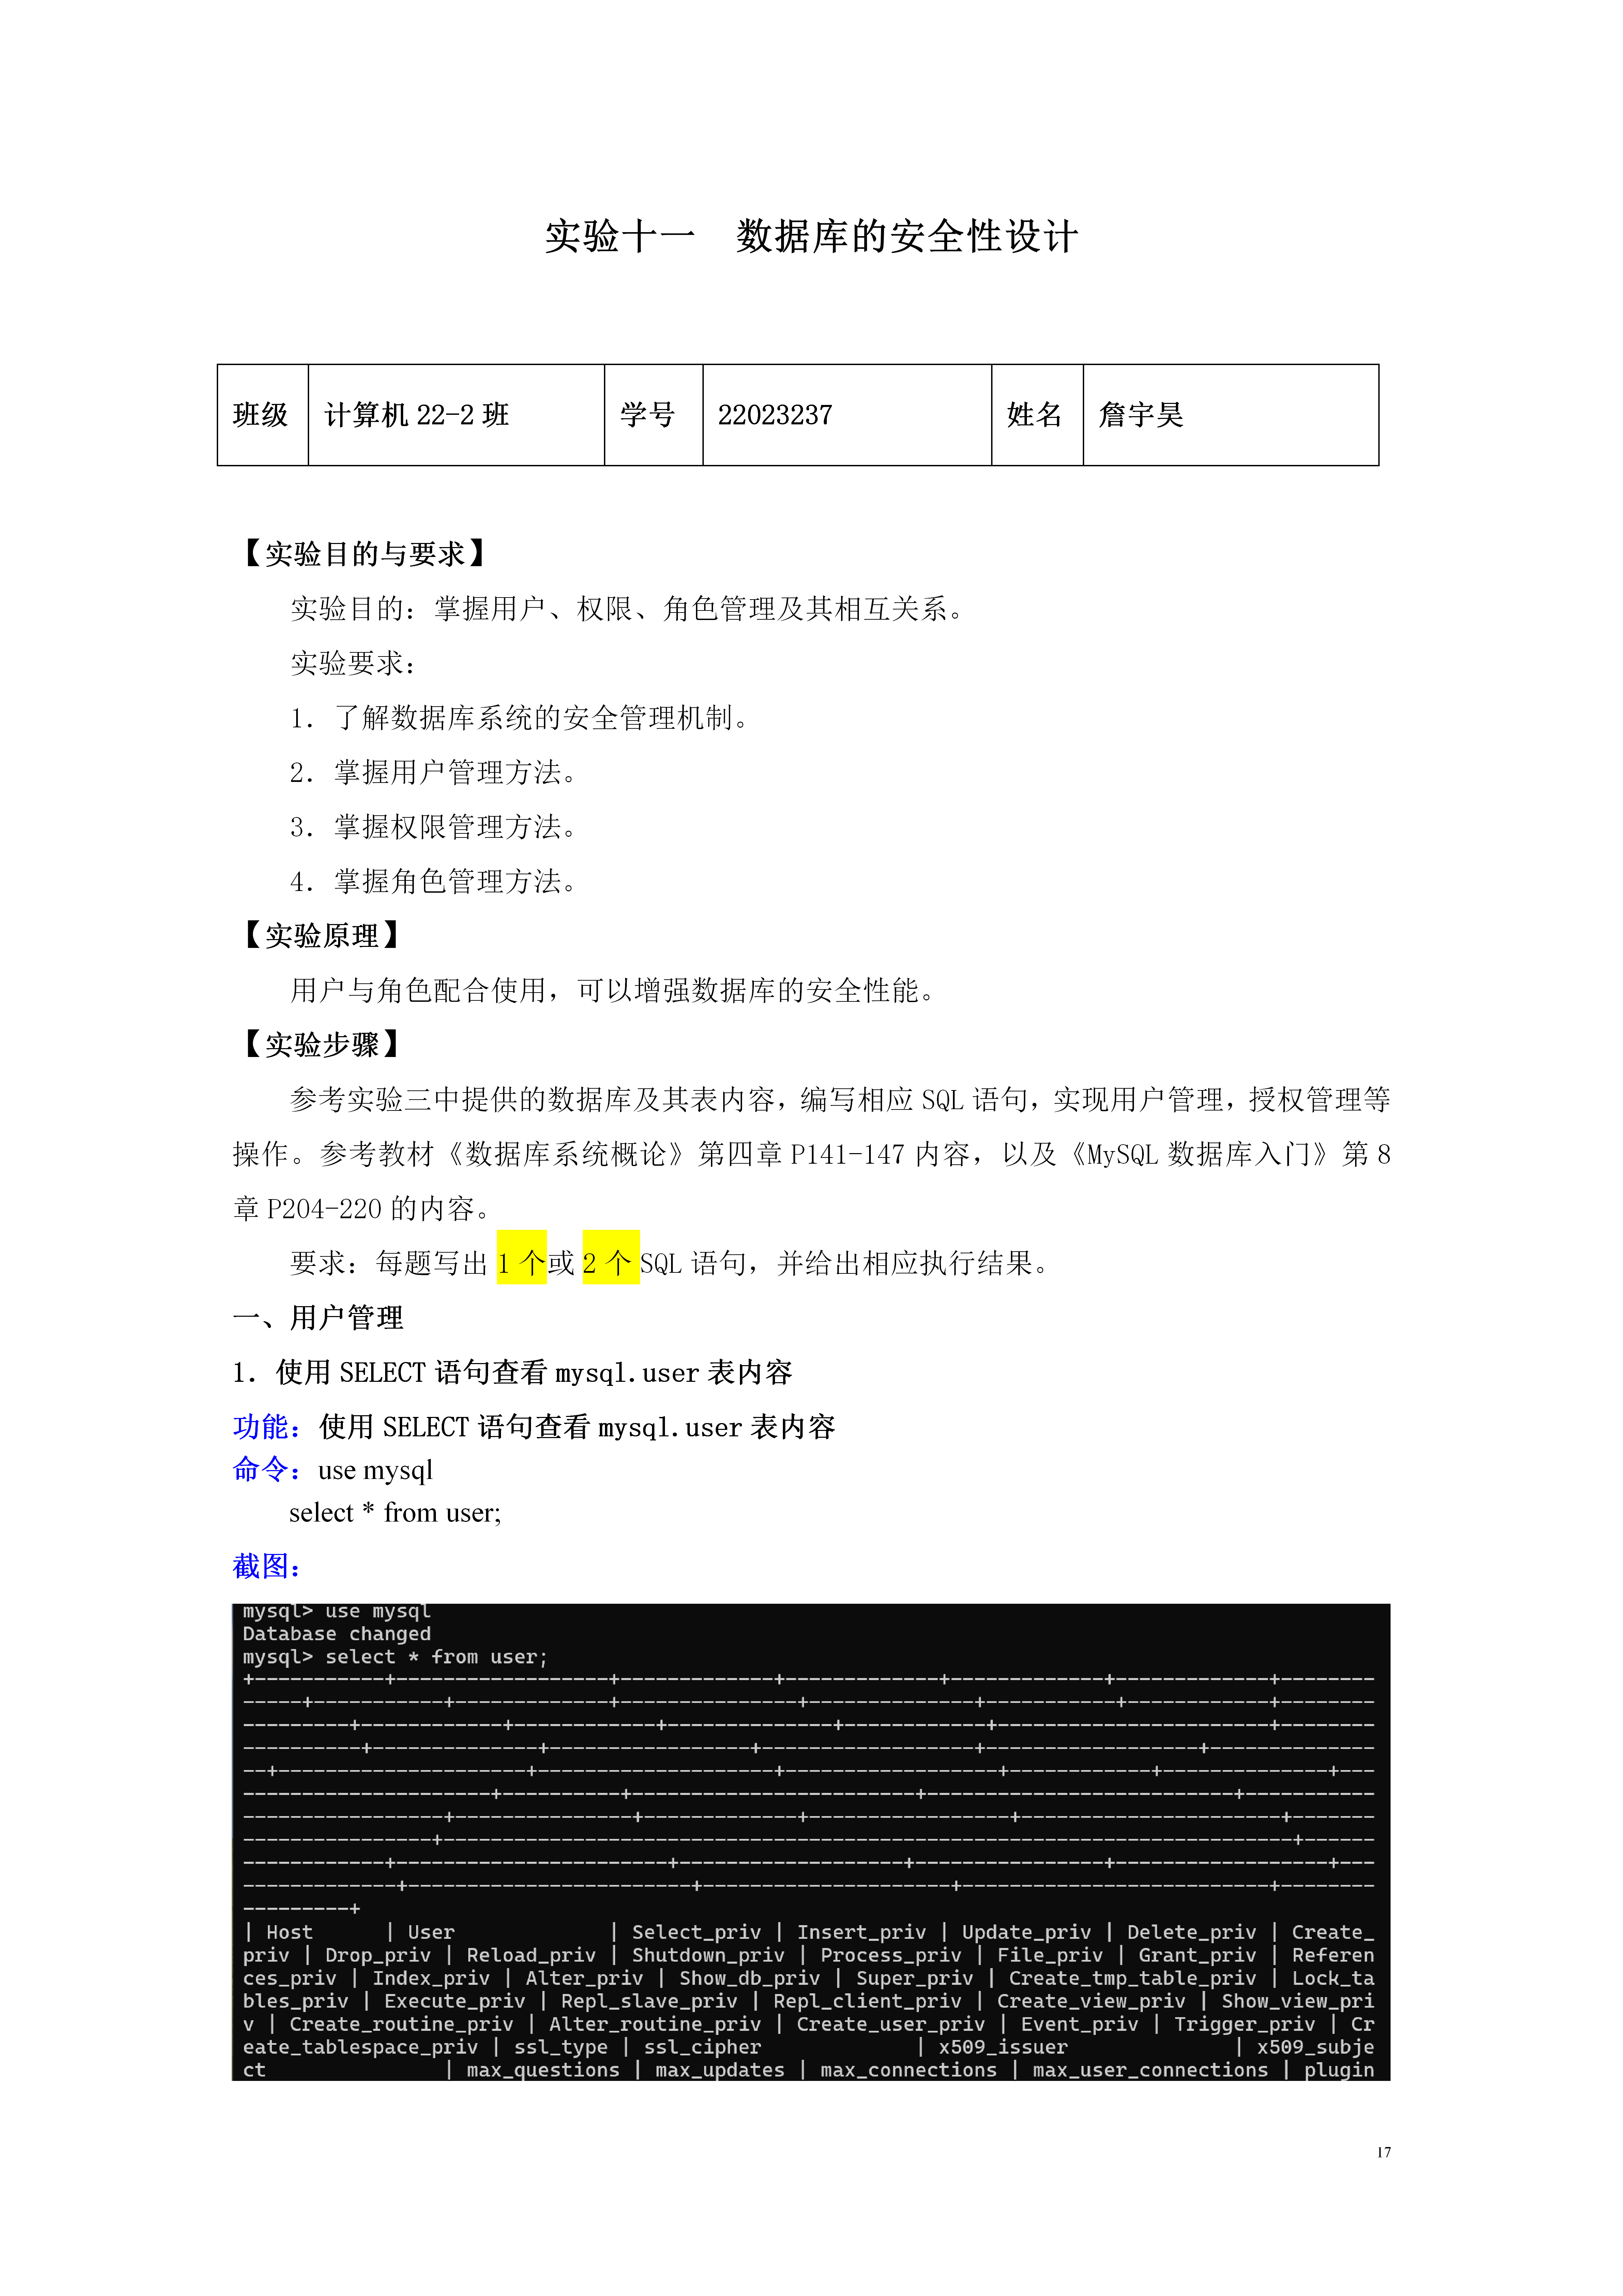 实验十一 数据库的安全性设计
班级 计算机 22-2 班 学号 22023237 姓名 詹宇昊
【实验目的与要求】
实验目的：掌握用户、权限、角色管理及其相互关系。
实验要求：
1．了解数据库系统的安全管理机制。
2．掌握用户管理方法。
3．掌握权限管理方法。
4．掌握角色管理方法。
【实验原理】
用户与角色配合使用，可以增强数据库的安全性能。
【实验步骤】
参考实验三中提供的数据库及其表内容，编写相应 SQL 语句，实现用户管理，授权管理等
操作。参考教材《数据库系统概论》第四章 P141-147 内容，以及《MySQL 数据库入门》第 8
章 P204-220 的内容。
要求：每题写出 1 个或 2 个 SQL 语句，并给出相应执行结果。
一、用户管理
1．使用 SELECT 语句查看 mysql.user 表内容
功能：使用 SELECT 语句查看 mysql.user 表内容
命令：use mysql
select * from user;
截图：
mysql> use mysql
Database changed
mysql> select * from user;
| Host | User | Select_priv | Insert_priv | Update_priv | Delete_priv | Create_
priv | Drop_priv | Reload_priv | Shutdown_priv | Process_priv | File_priv | Grant_priv | Referen
ces_priv | Index_priv | Alter_priv | Show_db_priv | Super_priv | Create_tmp_table_priv | Lock_ta
bles_priv | Execute_priv | Repl_slave_priv | Repl_client_priv | Create_view_priv | Show_view_pri
v | Create_routine_priv | Alter_routine_priv | Create_user_priv | Event_priv | Trigger_priv | Cr
eate_tablespace_priv | ssl_type | ssl_cipher | x509_issuer | x509_subje
ct | max_questions | max_updates | max_connections | max_user_connections | plugin
17